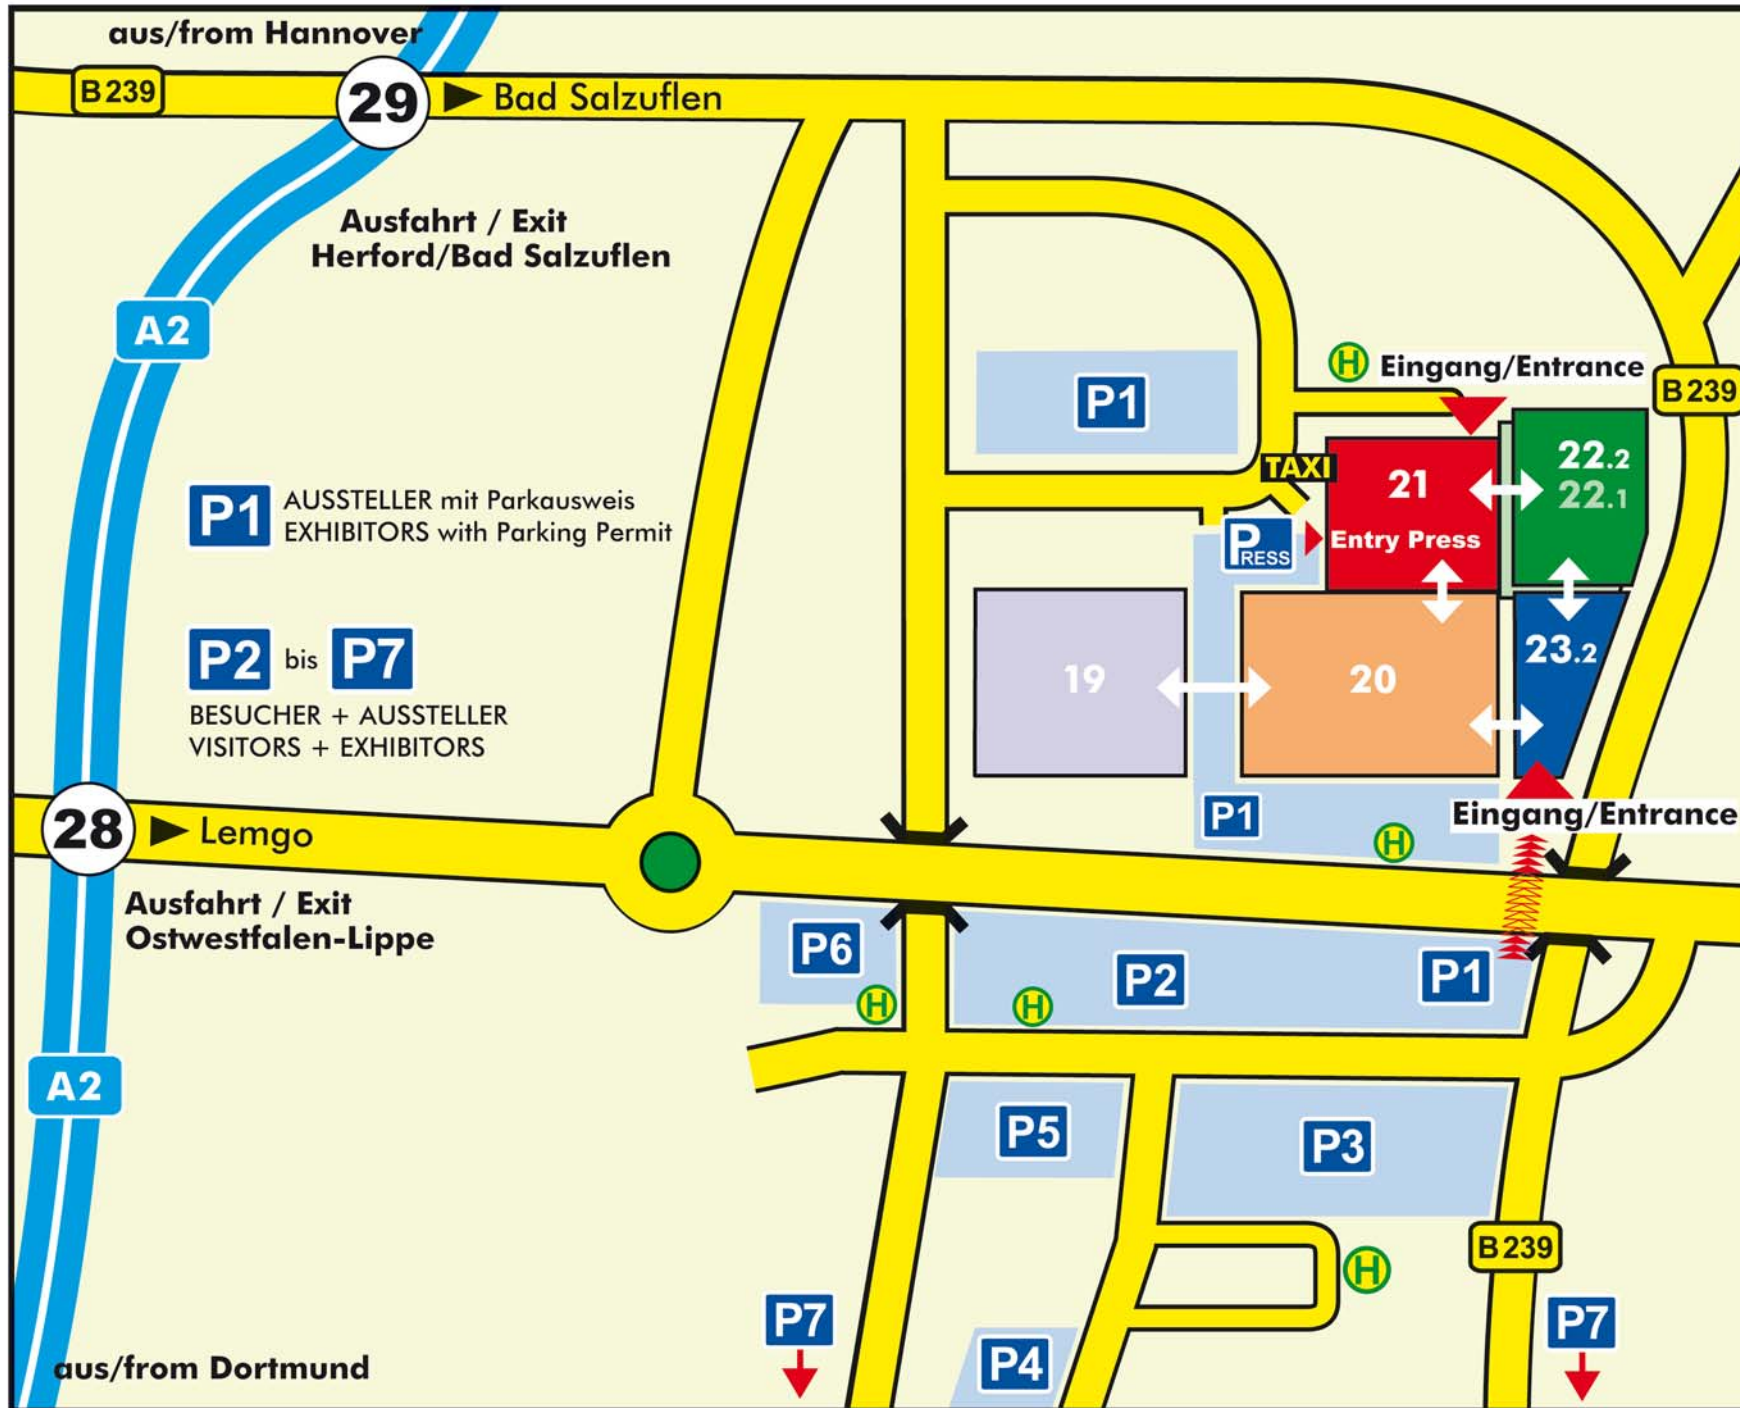 aus/from Hannover
B 239
29
Bad Salzuflen
Ausfahrt / Exit
Herford/Bad Salzuflen
A2
H
Eingang/Entrance
B 239
P1
TAXI
21
22.2
22.1
P1
AUSSTELLER mit Parkausweis
EXHIBITORS with Parking Permit
PRESS
Entry Press
P2 bis P7
BESUCHER + AUSSTELLER
VISITORS + EXHIBITORS
19
20
23.2
28
Lemgo
P1
Eingang/Entrance
H
Ausfahrt / Exit
Ostwestfalen-Lippe
P6
P2
P1
H
H
A2
P5
P3
B 239
H
P7
P4
P7
aus/from Dortmund